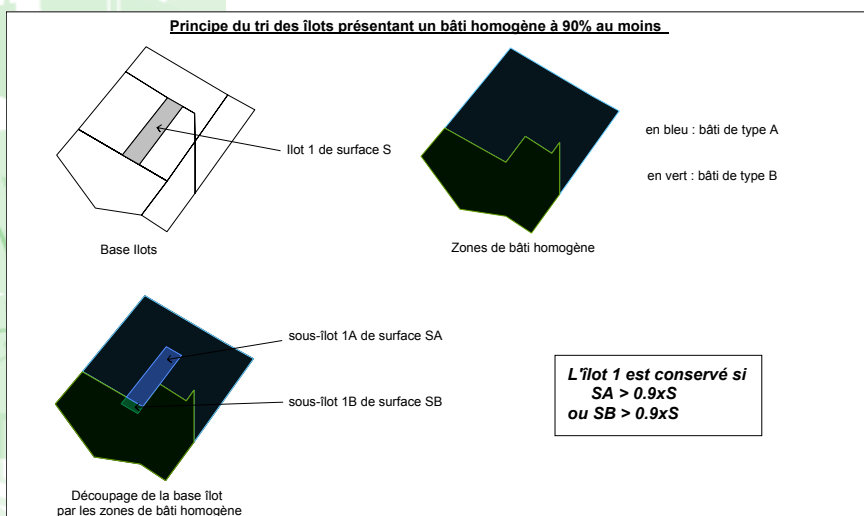 Principe du tri des îlots présentant un bâti homogène à 90% au moins
Ilot 1 de surface S
Base Ilots
en bleu : bâti de type A
en vert : bâti de type B
Zones de bâti homogène
sous-îlot 1A de surface SA
sous-îlot 1B de surface SB
L'îlot 1 est conservé si
SA > 0.9xS
ou SB > 0.9xS
Découpage de la base îlot
par les zones de bâti homogène